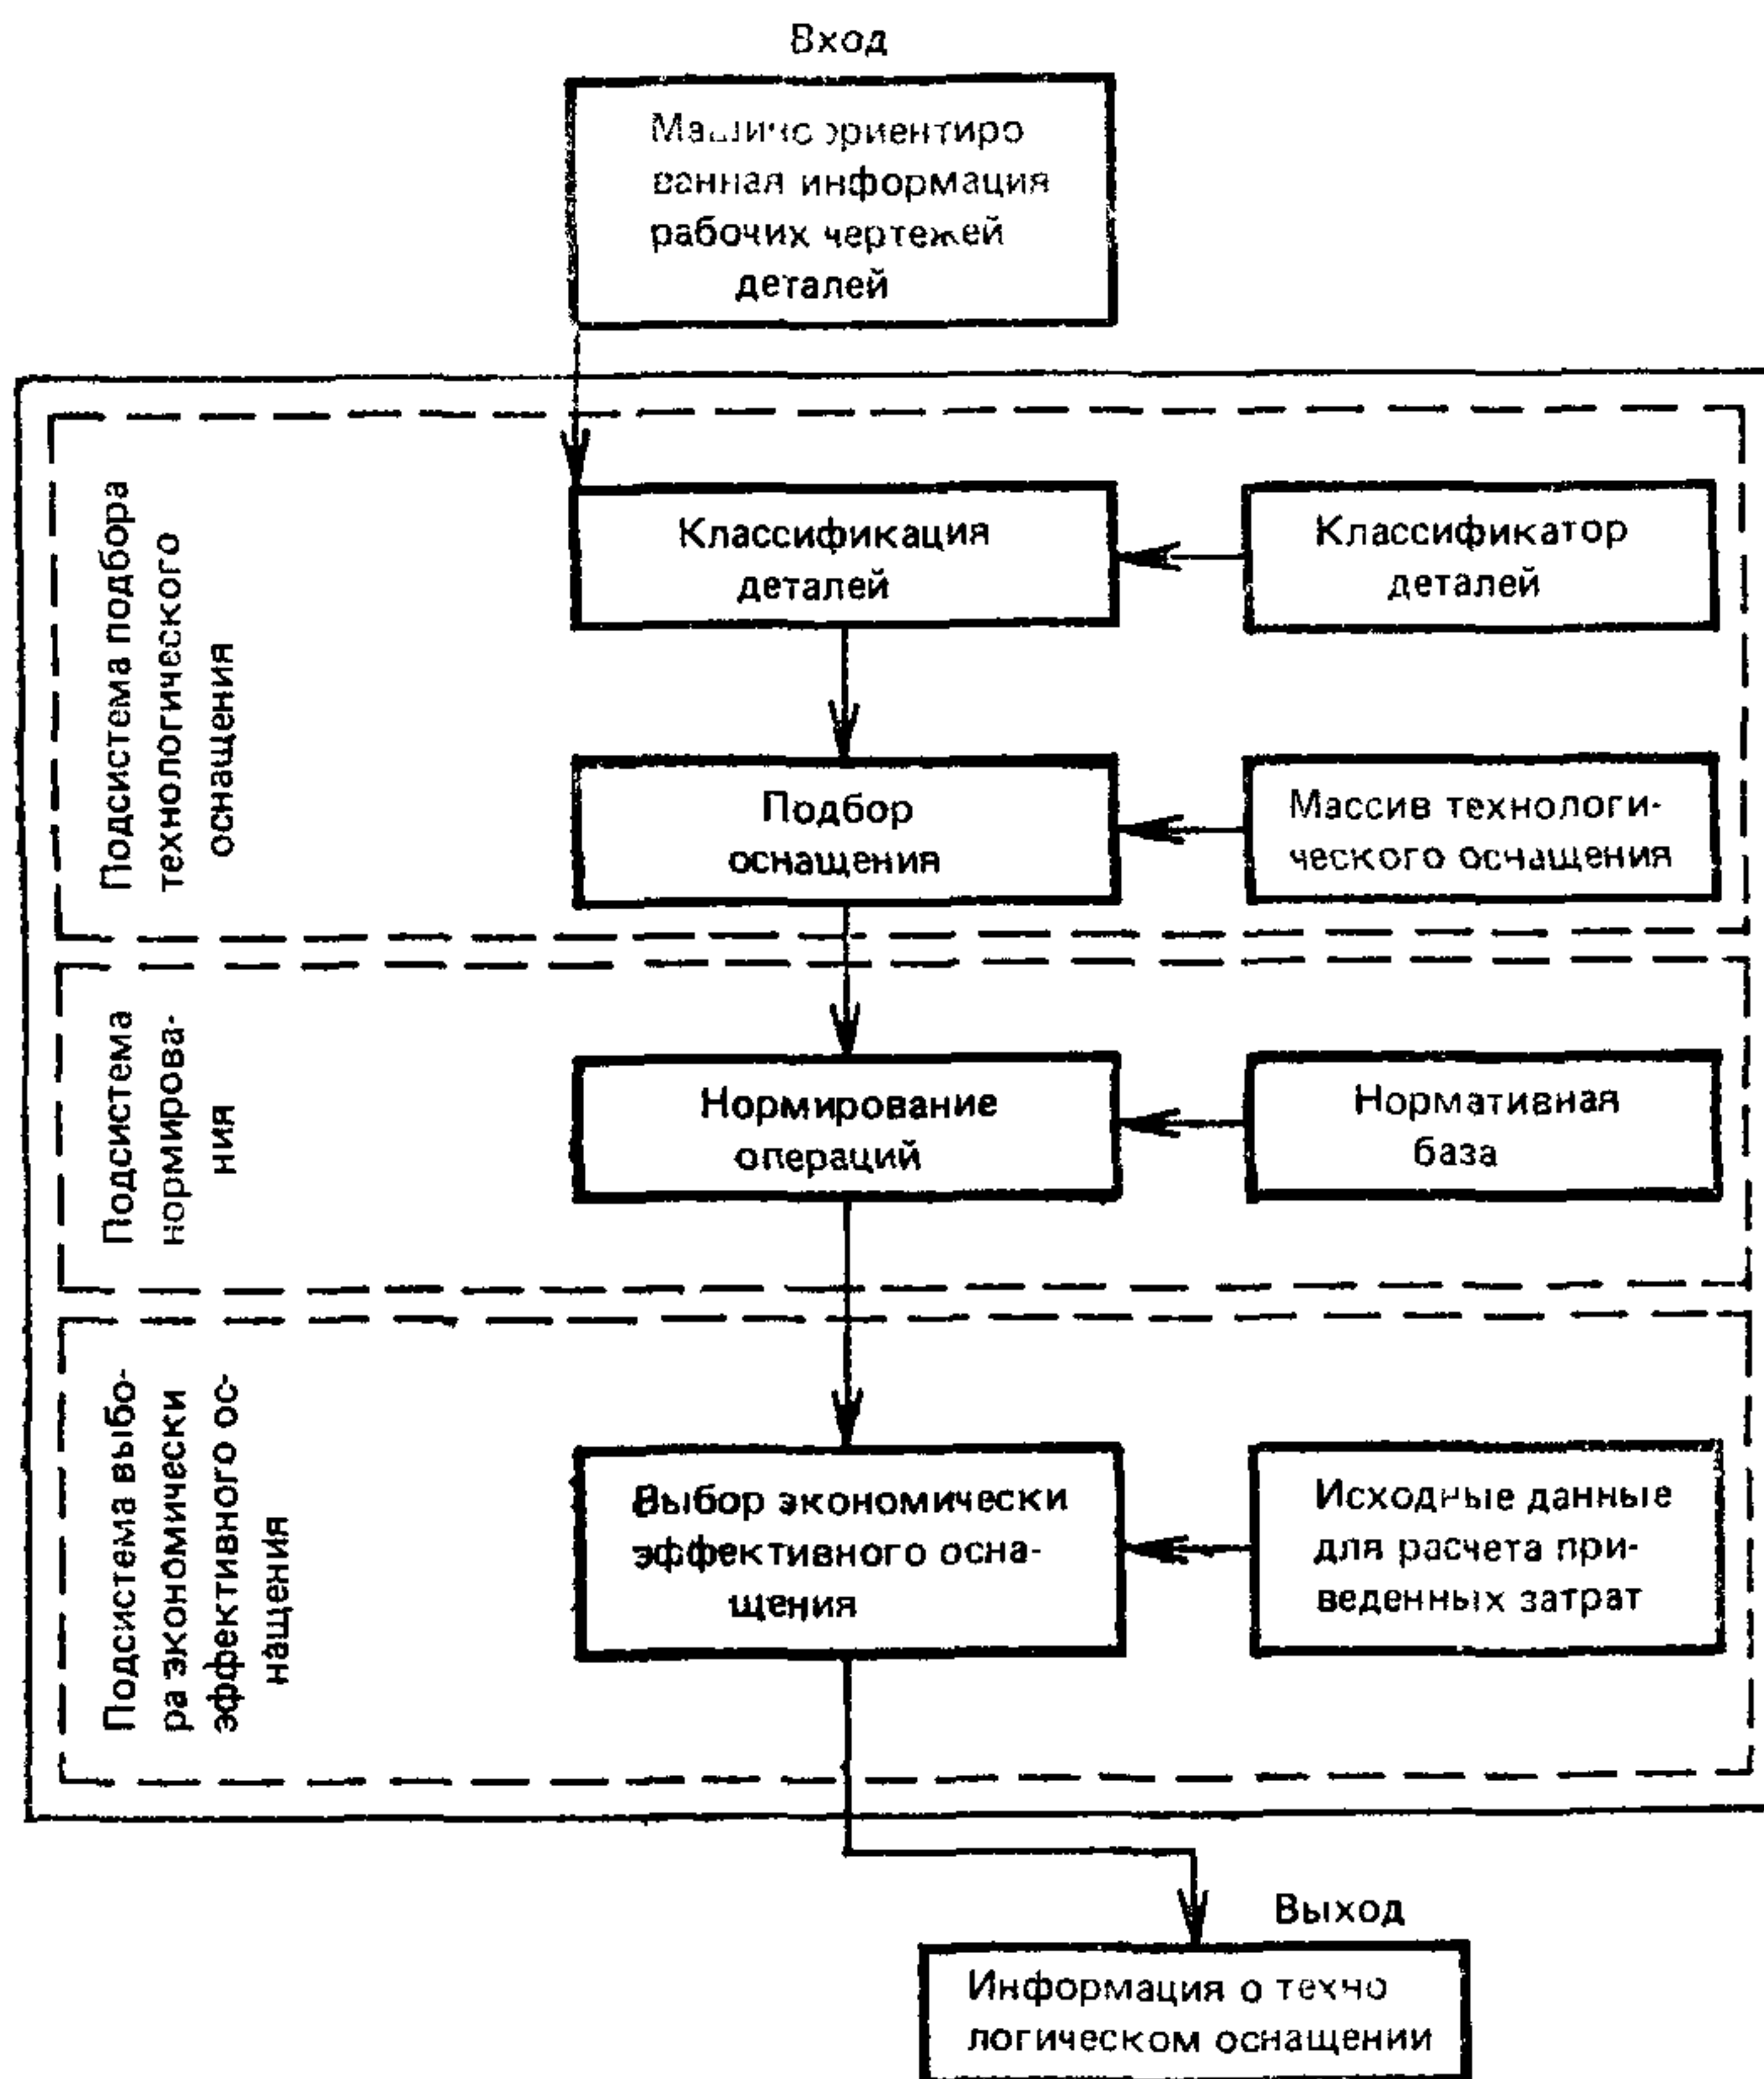 Вход
ориентиро
ванная информация
рабочих чертежей
деталей
Подсистема подбора
технологического
оснащения
Классификация
деталей
Классификатор
деталей
Подбор
оснащения
Массив технологи-
ческого оснащения
Подсистема
нормирова-
ния
Нормирование
операций
Нормативная
база
Подсистема выбо-
ра экономически
эффективного ос-
нащения
Выбор экономически
эффективного осна-
щения
Исходные данные
для расчета при-
веденных затрат
Выход
Информация о техно
логическом оснащении